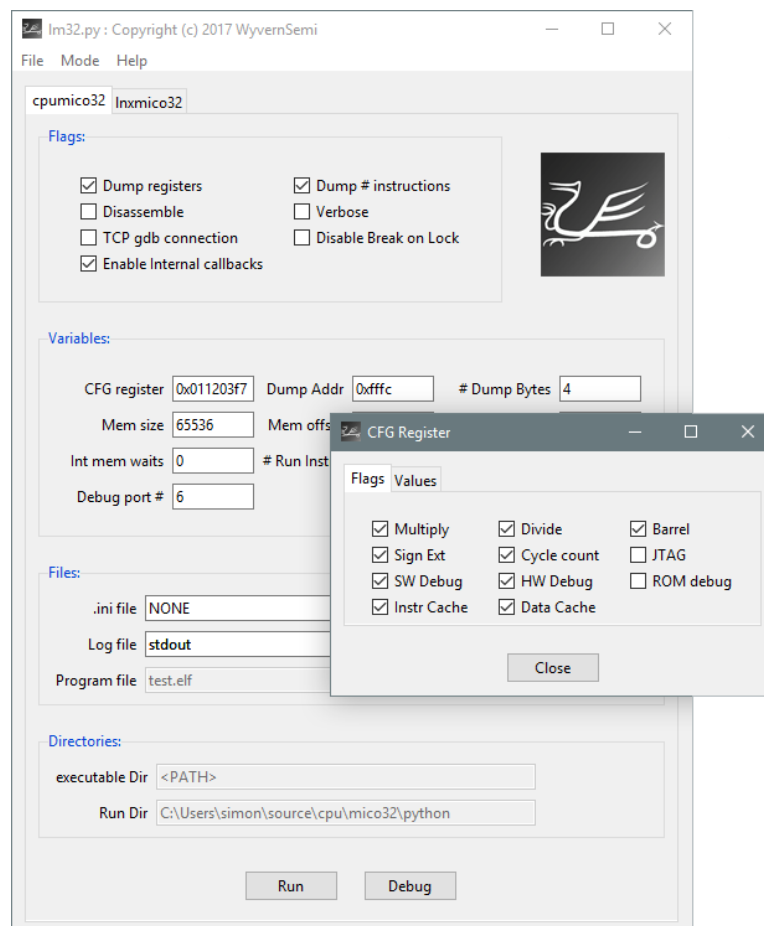 lm32.py : Copyright (c) 2017 WyvernSemi
File Mode Help
cpumico32 lnxmico32
Flags:
Dump registers Dump # instructions
Disassemble Verbose
TCP gdb connection Disable Break on Lock
Enable Internal callbacks
Variables:
CFG register 0x011203f7 Dump Addr 0xfffc # Dump Bytes 4
Mem size 65536 Mem offs
Int mem waits 0 # Run Inst
Debug port # 6
CFG Register
Flags Values
Multiply Divide Barrel
Sign Ext Cycle count JTAG
SW Debug HW Debug ROM debug
Instr Cache Data Cache
Close
Files:
.ini file NONE
Log file stdout
Program file test.elf
Directories:
executable Dir <PATH>
Run Dir C:\Users\simon\source\cpu\mico32\python
Run Debug